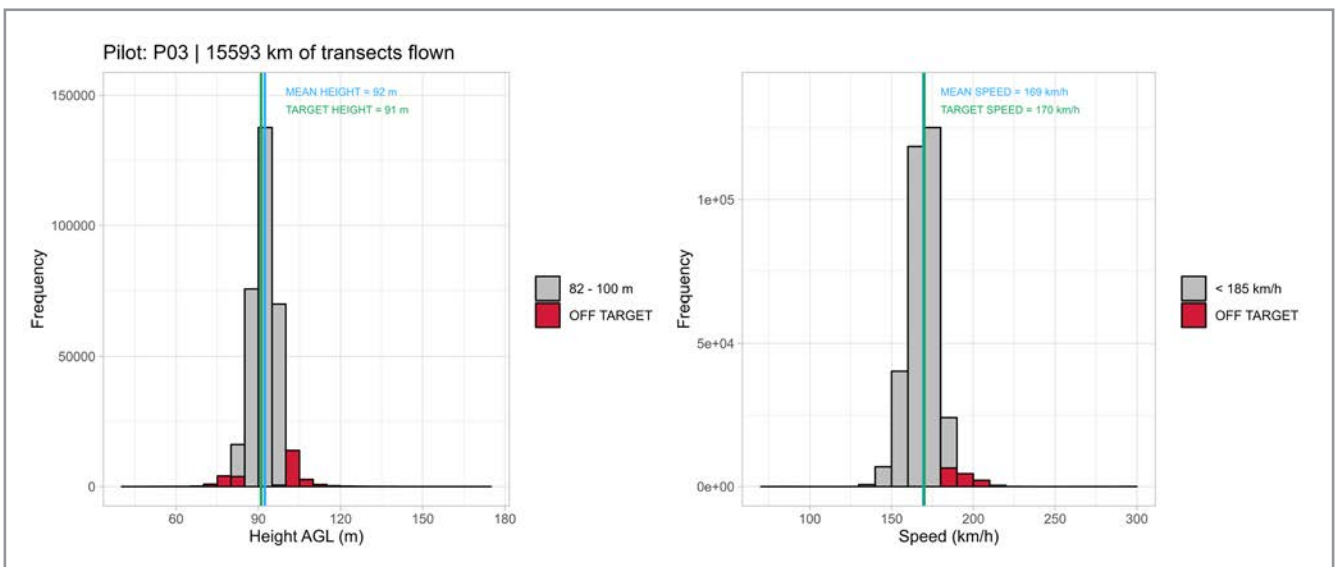 Pilot: P03 | 15593 km of transects flown
MEAN HEIGHT = 92 m
TARGET HEIGHT = 91 m
150000
100000
50000
0
Frequency
60
90
120
150
180
Height AGL (m)
82 - 100 m
OFF TARGET
MEAN SPEED = 169 km/h
TARGET SPEED = 170 km/h
1e+05
5e+04
0e+00
Frequency
100
150
200
250
300
Speed (km/h)
< 185 km/h
OFF TARGET